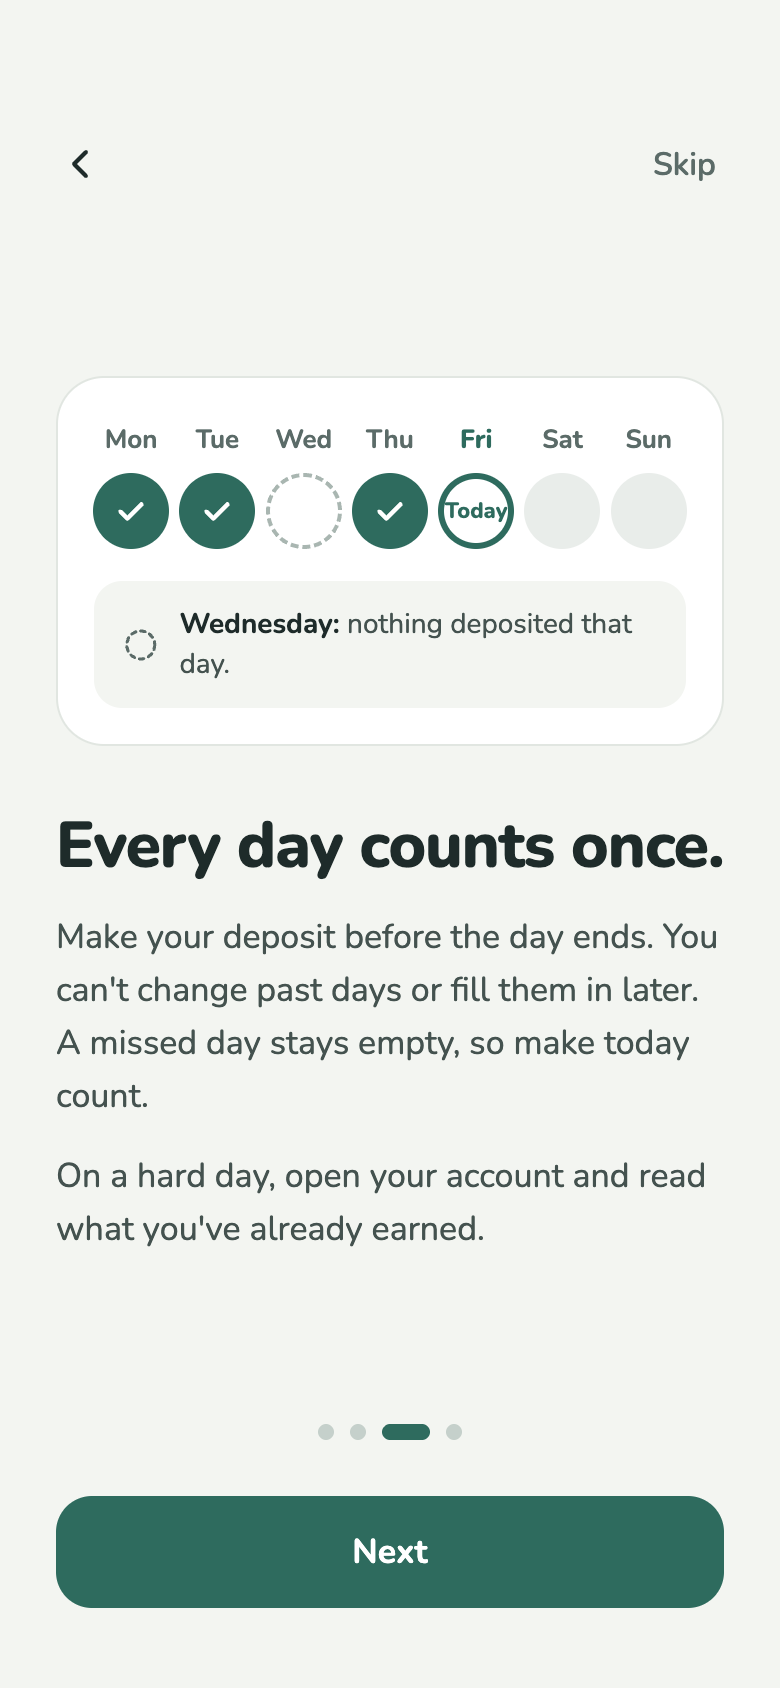 Skip
Mon Tue Wed Thu Fri Sat Sun
Today
Wednesday: nothing deposited that
day.
Every day counts once.
Make your deposit before the day ends. You
can't change past days or fill them in later.
A missed day stays empty, so make today
count.
On a hard day, open your account and read
what you've already earned.
Next